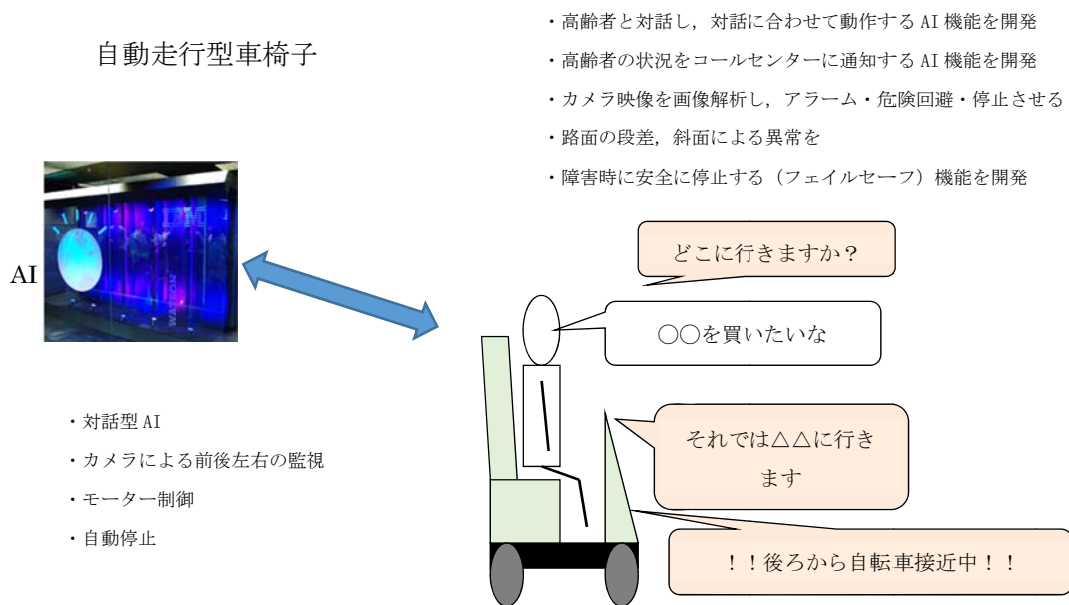 自動走行型車椅子
・高齢者と対話し，対話に合わせて動作する AI 機能を開発
・高齢者の状況をコールセンターに通知する AI 機能を開発
・カメラ映像を画像解析し，アラーム・危険回避・停止させる
・路面の段差，斜面による異常を
・障害時に安全に停止する（フェイルセーフ）機能を開発
AI
IBM
WATSON
どこに行きますか？
〇〇を買いたいな
それでは△△に行き
ます
！！後ろから自転車接近中！！
・対話型 AI
・カメラによる前後左右の監視
・モーター制御
・自動停止